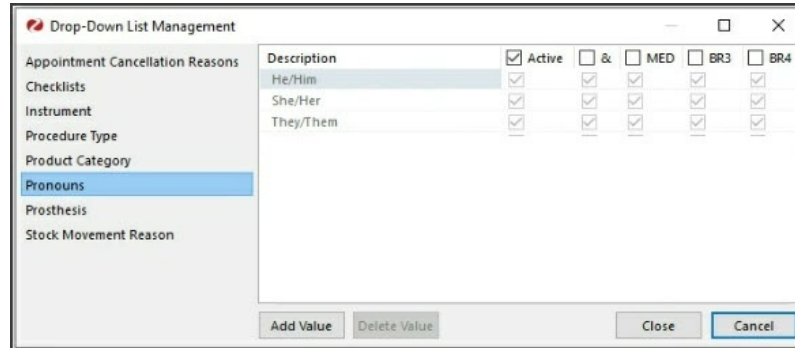 Drop-Down List Management
Appointment Cancellation Reasons
Checklists
Instrument
Procedure Type
Product Category
Pronouns
Prosthesis
Stock Movement Reason
Description Active & MED BR3 BR4
He/Him
She/Her
They/Them
Add Value Delete Value Close Cancel